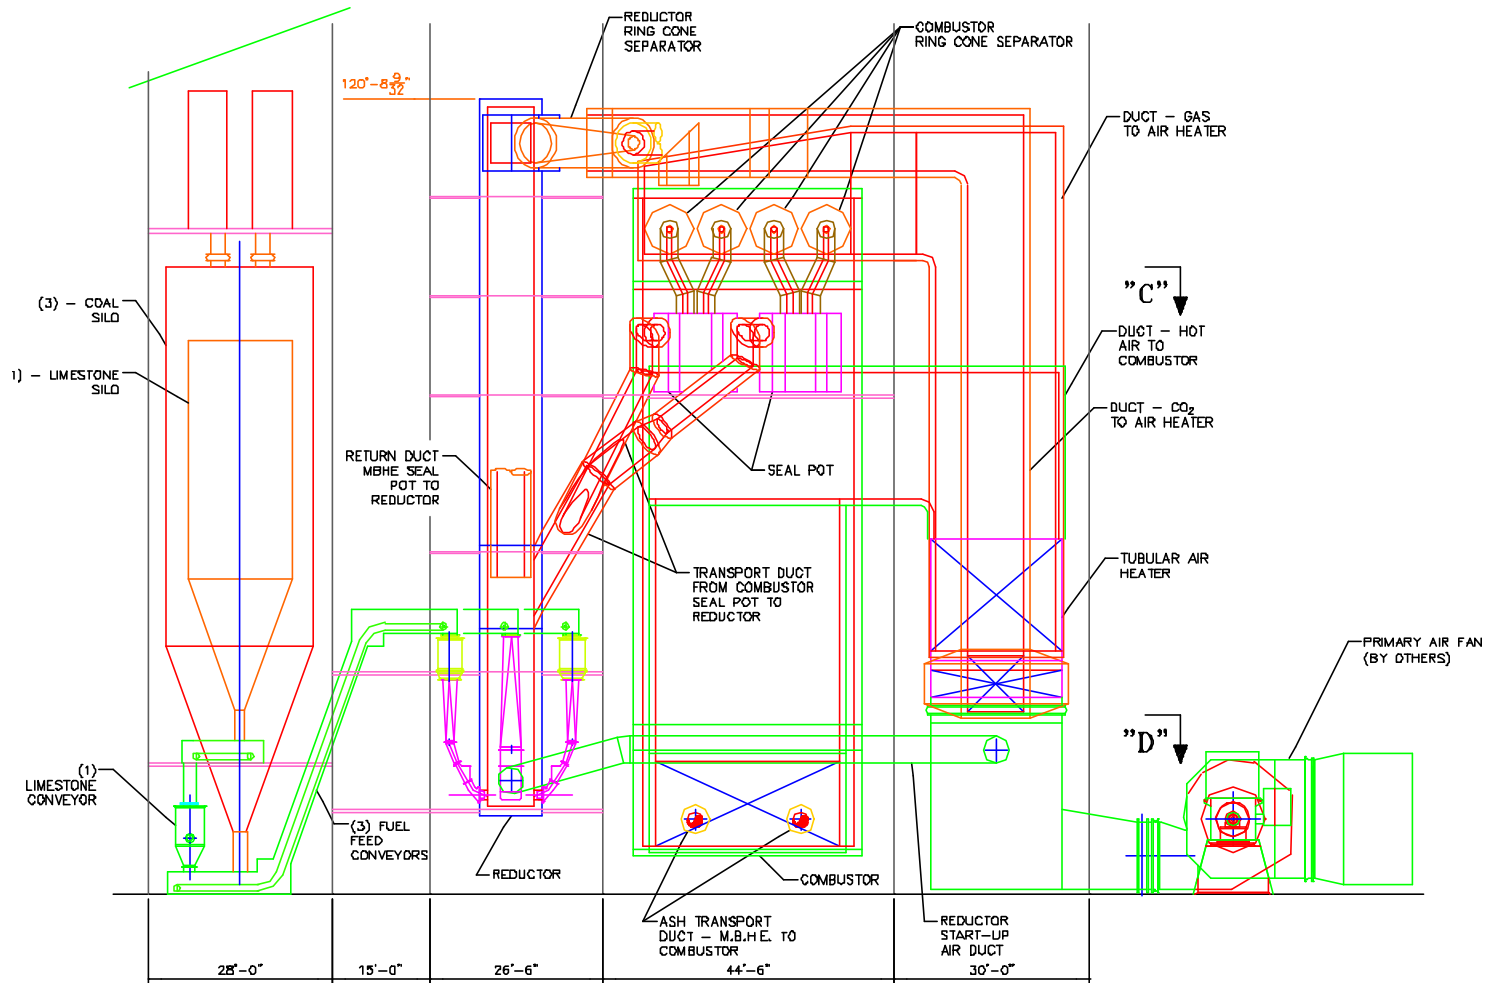 REDUCTOR
RING CONE
SEPARATOR
COMBUSTOR
RING CONE SEPARATOR
120'-8 9/32"
DUCT - GAS
TO AIR HEATER
(3) - COAL
SILO
"C"
DUCT - HOT
AIR TO
COMBUSTOR
1) - LIMESTONE
SILO
DUCT - CO2
TO AIR HEATER
RETURN DUCT
MBHE SEAL
POT TO
REDUCTOR
SEAL POT
TRANSPORT DUCT
FROM COMBUSTOR
SEAL POT TO
REDUCTOR
TUBULAR AIR
HEATER
PRIMARY AIR FAN
(BY OTHERS)
"D"
(1)
LIMESTONE
CONVEYOR
(3) FUEL
FEED
CONVEYORS
REDUCTOR
COMBUSTOR
ASH TRANSPORT
DUCT - M.B.H.E. TO
COMBUSTOR
REDUCTOR
START-UP
AIR DUCT
28'-0"
15'-0"
26'-6"
44'-6"
30'-0"